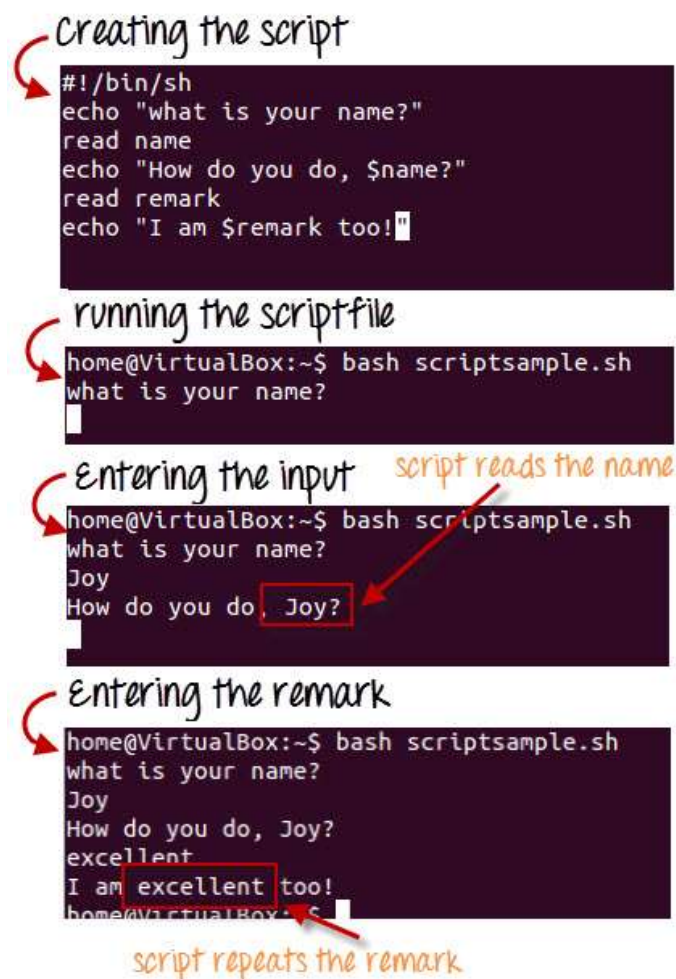 Creating the script
#!/bin/sh
echo "what is your name?"
read name
echo "How do you do, $name?"
read remark
echo "I am $remark too!"
running the scriptfile
home@VirtualBox:~$ bash scriptsample.sh
what is your name?
Entering the input
script reads the name
home@VirtualBox:~$ bash scriptsample.sh
what is your name?
Joy
How do you do, Joy?
Entering the remark
home@VirtualBox:~$ bash scriptsample.sh
what is your name?
Joy
How do you do, Joy?
excellent
I am excellent too!
home@VirtualBox:~$
script repeats the remark